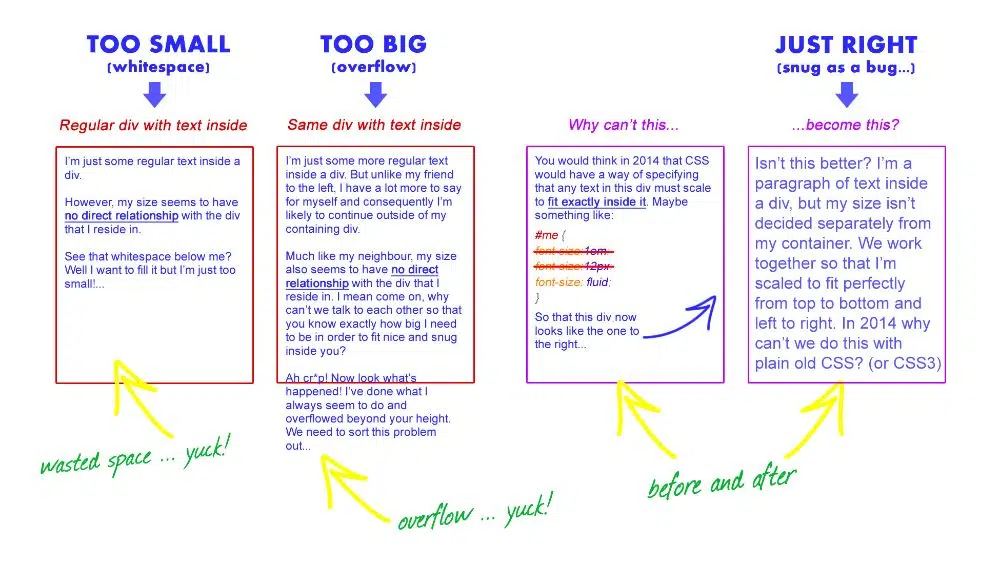 TOO SMALL
(whitespace)
Regular div with text inside
I'm just some regular text inside a
div.
However, my size seems to have
no direct relationship with the div
that I reside in.
See that whitespace below me?
Well I want to fill it but I'm just too
small!...
wasted space ... yuck!
TOO BIG
(overflow)
Same div with text inside
I'm just some more regular text
inside a div. But unlike my friend
to the left, I have a lot more to say
for myself and consequently I'm
likely to continue outside of my
containing div.
Much like my neighbour, my size
also seems to have no direct
relationship with the div that I
reside in. I mean come on, why
can't we talk to each other so that
you know exactly how big I need
to be in order to fit nice and snug
inside you?
Ah cr*p! Now look what's
happened! I've done what I
always seem to do and
overflowed beyond your height.
We need to sort this problem
out...
overflow ... yuck!
Why can't this...
You would think in 2014 that CSS
would have a way of specifying
that any text in this div must scale
to fit exactly inside it. Maybe
something like:
#me {
font-size:1em;
font-size:12px;
font-size: fluid;
}
So that this div now
looks like the one to
the right...
JUST RIGHT
(snug as a bug...)
...become this?
Isn't this better? I'm a
paragraph of text inside
a div, but my size isn't
decided separately from
my container. We work
together so that I'm
scaled to fit perfectly
from top to bottom and
left to right. In 2014 why
can't we do this with
plain old CSS? (or CSS3)
before and after